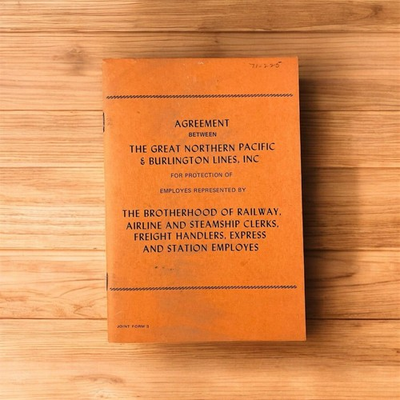 AGREEMENT
BETWEEN
THE GREAT NORTHERN PACIFIC
& BURLINGTON LINES, INC
FOR PROTECTION OF
EMPLOYES REPRESENTED BY
THE BROTHERHOOD OF RAILWAY,
AIRLINE AND STEAMSHIP CLERKS,
FREIGHT HANDLERS, EXPRESS
AND STATION EMPLOYES
JOINT FORM 2